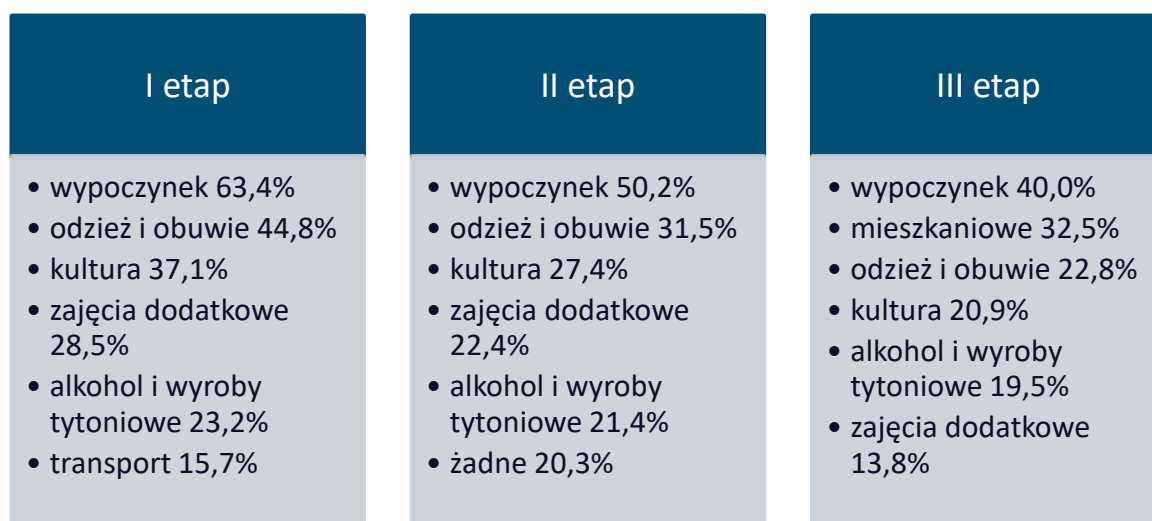 I etap
• wypoczynek 63,4%
• odzież i obuwie 44,8%
• kultura 37,1%
• zajęcia dodatkowe
28,5%
• alkohol i wyroby
tytoniowe 23,2%
• transport 15,7%
II etap
• wypoczynek 50,2%
• odzież i obuwie 31,5%
• kultura 27,4%
• zajęcia dodatkowe
22,4%
• alkohol i wyroby
tytoniowe 21,4%
• żadne 20,3%
III etap
• wypoczynek 40,0%
• mieszkaniowe 32,5%
• odzież i obuwie 22,8%
• kultura 20,9%
• alkohol i wyroby
tytoniowe 19,5%
• zajęcia dodatkowe
13,8%